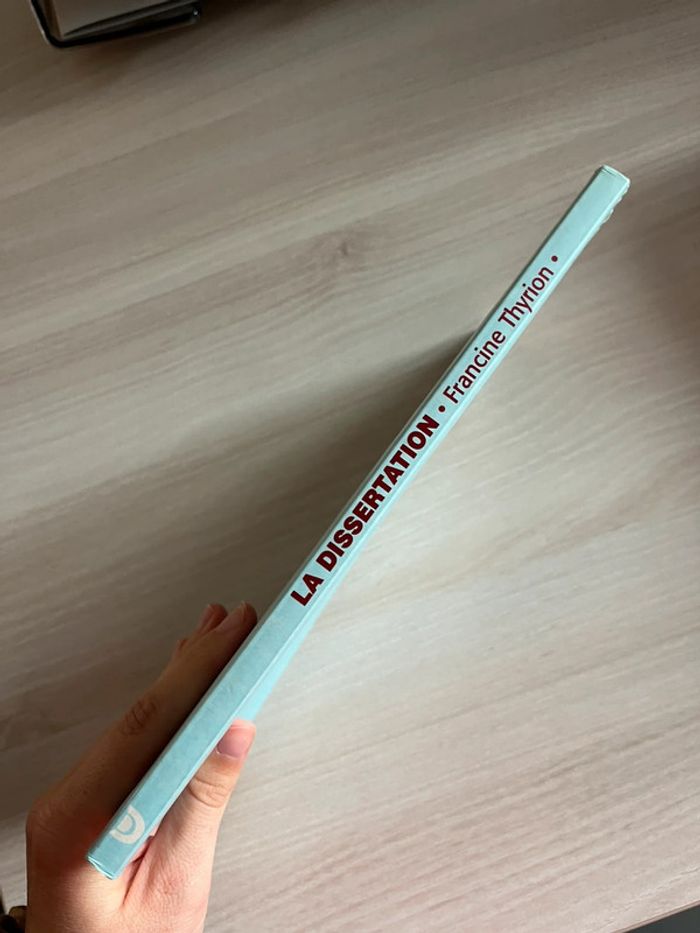 LA DISSERTATION • Francine Thyrion •